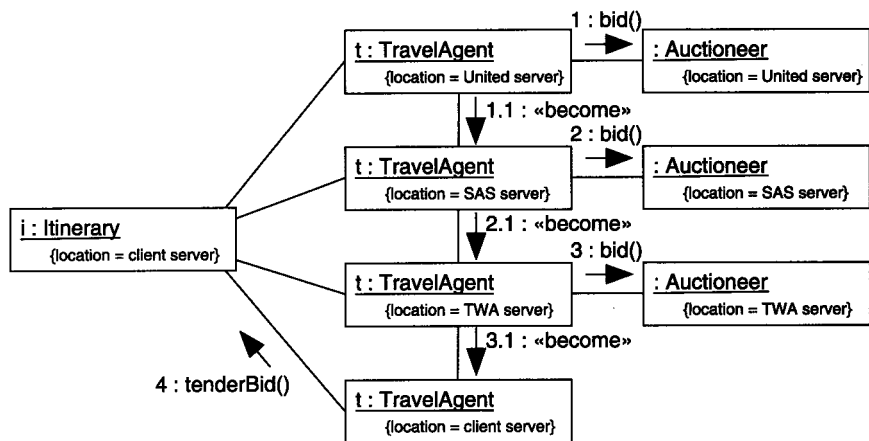 1 : bid()
t : TravelAgent
{location = United server}
: Auctioneer
{location = United server}
1.1 : «become»
2 : bid()
t : TravelAgent
{location = SAS server}
: Auctioneer
{location = SAS server}
i : Itinerary
{location = client server}
2.1 : «become»
3 : bid()
t : TravelAgent
{location = TWA server}
: Auctioneer
{location = TWA server}
3.1 : «become»
4 : tenderBid()
t : TravelAgent
{location = client server}